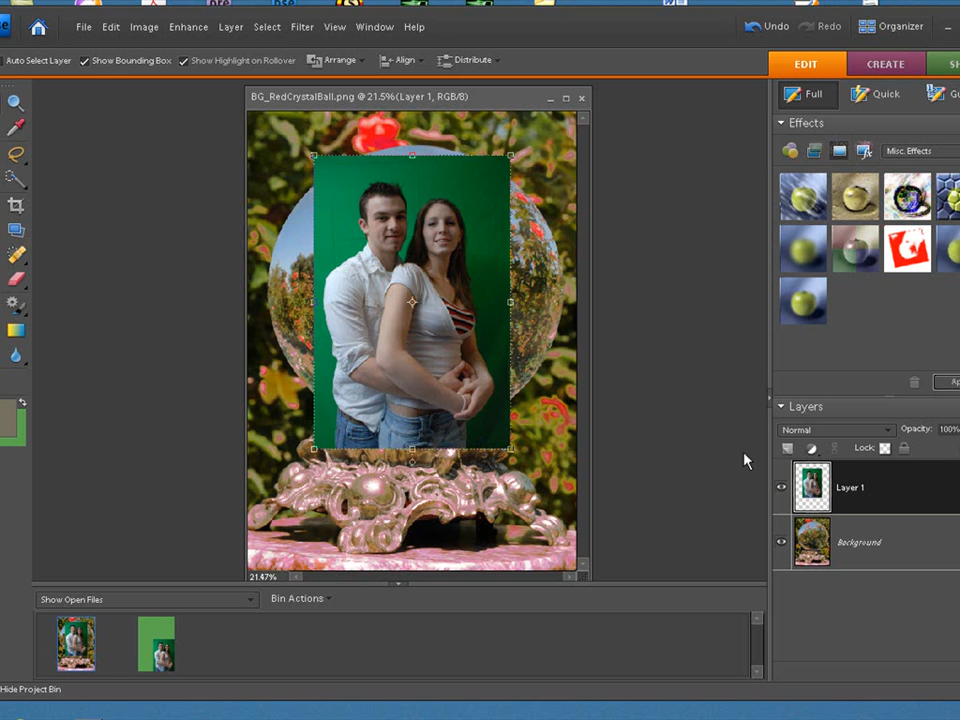 File Edit Image Enhance Layer Select Filter View Window Help Undo Redo Organizer
Auto Select Layer Show Bounding Box Show Highlight on Rollover Arrange Align Distribute
EDIT CREATE SH
BG_RedCrystalBall.png @ 21.5%(Layer 1, RGB/8)
Full Quick Gu
Effects
Misc. Effects
Ap
Layers
Normal Opacity: 100%
Lock:
Layer 1
Background
21.47%
Show Open Files Bin Actions
Hide Project Bin